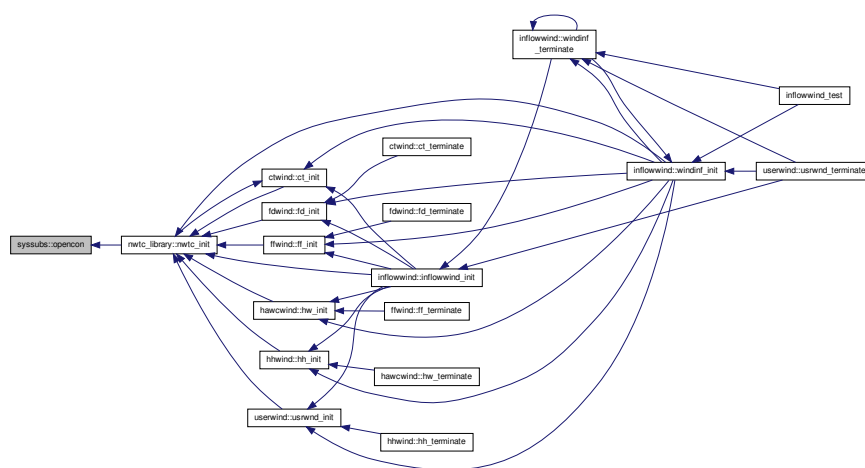 inflowwind::windinf
_terminate
inflowwind_test
ctwind::ct_terminate
inflowwind::windinf_init
userwind::usrwnd_terminate
ctwind::ct_init
fdwind::fd_init
fdwind::fd_terminate
syssubs::opencon
nwtc_library::nwtc_init
ffwind::ff_init
inflowwind::inflowwind_init
hawcwind::hw_init
ffwind::ff_terminate
hhwind::hh_init
hawcwind::hw_terminate
userwind::usrwnd_init
hhwind::hh_terminate